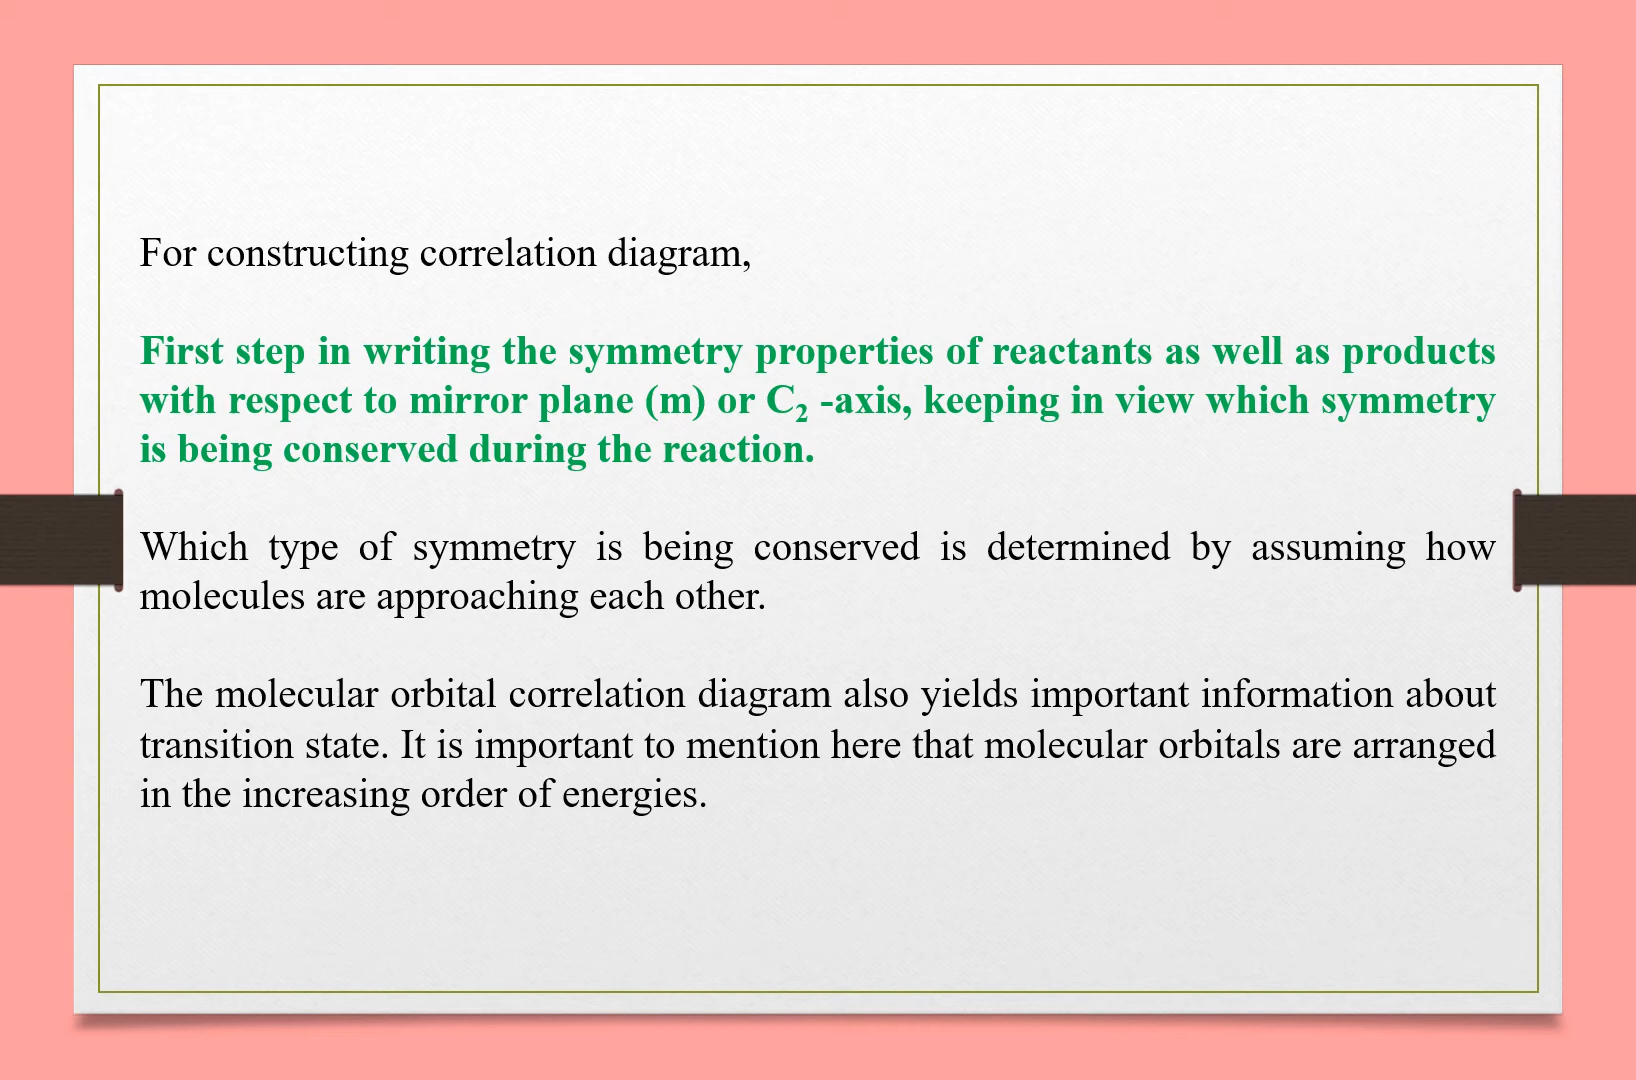 For constructing correlation diagram,
First step in writing the symmetry properties of reactants as well as products
with respect to mirror plane (m) or C₂ -axis, keeping in view which symmetry
is being conserved during the reaction.
Which type of symmetry is being conserved is determined by assuming how
molecules are approaching each other.
The molecular orbital correlation diagram also yields important information about
transition state. It is important to mention here that molecular orbitals are arranged
in the increasing order of energies.